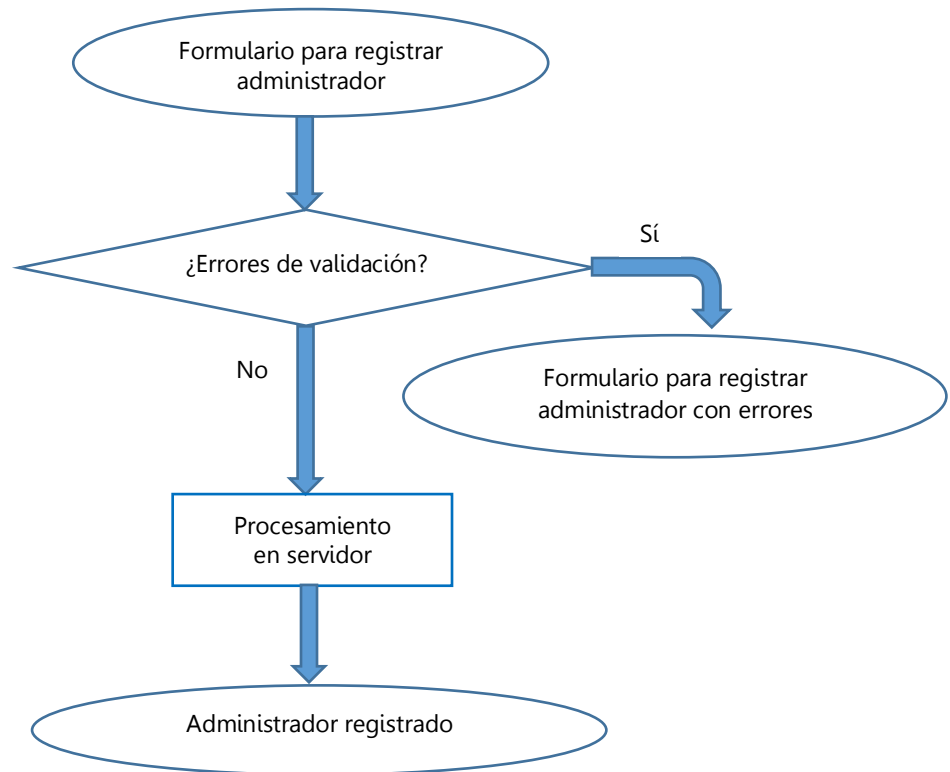 Formulario para registrar
administrador
¿Errores de validación?
Sí
No
Formulario para registrar
administrador con errores
Procesamiento
en servidor
Administrador registrado